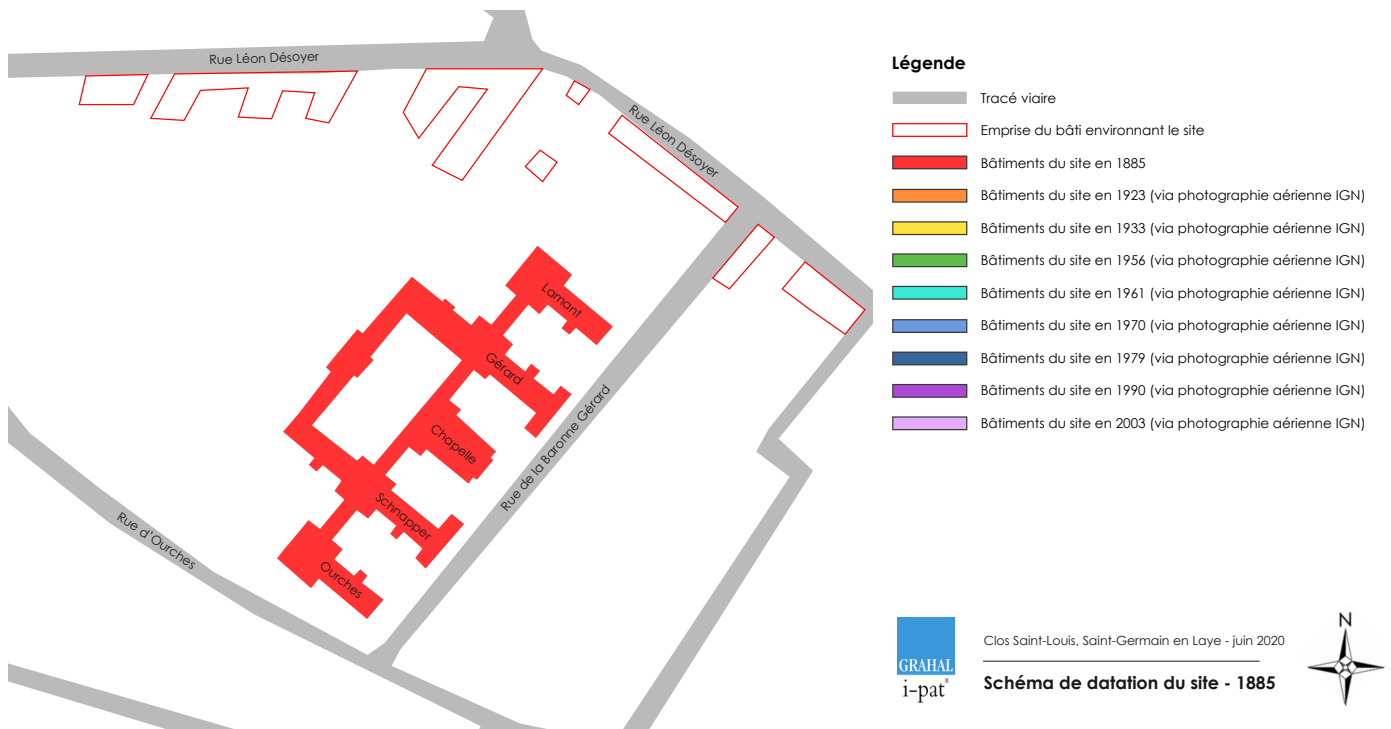 Rue Léon Désoyer
Rue Léon Désoyer
Lamant
Gérard
Chapelle
Schnapper
Ourches
Rue de la Baronne Gérard
Rue d'Ourches
Légende
Tracé viaire
Emprise du bâti environnant le site
Bâtiments du site en 1885
Bâtiments du site en 1923 (via photographie aérienne IGN)
Bâtiments du site en 1933 (via photographie aérienne IGN)
Bâtiments du site en 1956 (via photographie aérienne IGN)
Bâtiments du site en 1961 (via photographie aérienne IGN)
Bâtiments du site en 1970 (via photographie aérienne IGN)
Bâtiments du site en 1979 (via photographie aérienne IGN)
Bâtiments du site en 1990 (via photographie aérienne IGN)
Bâtiments du site en 2003 (via photographie aérienne IGN)
GRAHAL
i-pat®
Clos Saint-Louis, Saint-Germain en Laye - juin 2020
Schéma de datation du site - 1885
N